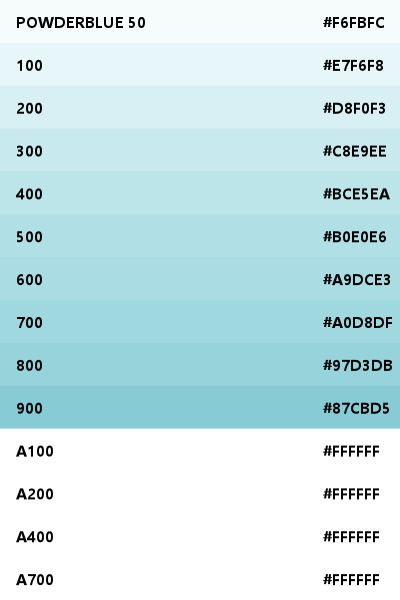 POWDERBLUE 50 #F6FBFC
100 #E7F6F8
200 #D8F0F3
300 #C8E9EE
400 #BCE5EA
500 #B0E0E6
600 #A9DCE3
700 #A0D8DF
800 #97D3DB
900 #87CBD5
A100 #FFFFFF
A200 #FFFFFF
A400 #FFFFFF
A700 #FFFFFF